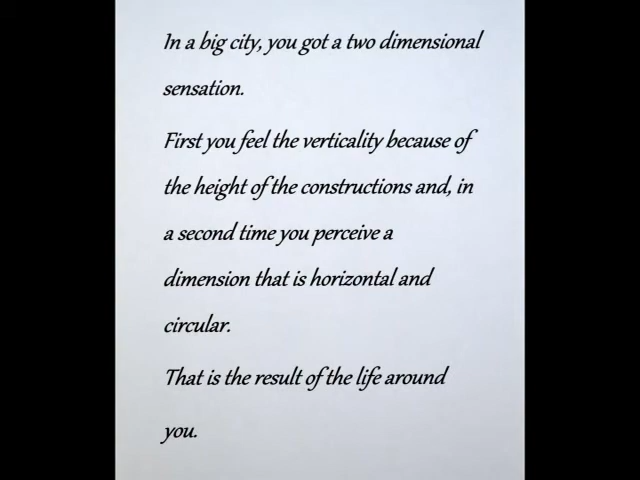 In a big city, you got a two dimensional
sensation.
First you feel the verticality because of
the height of the constructions and, in
a second time you perceive a
dimension that is horizontal and
circular.
That is the result of the life around
you.